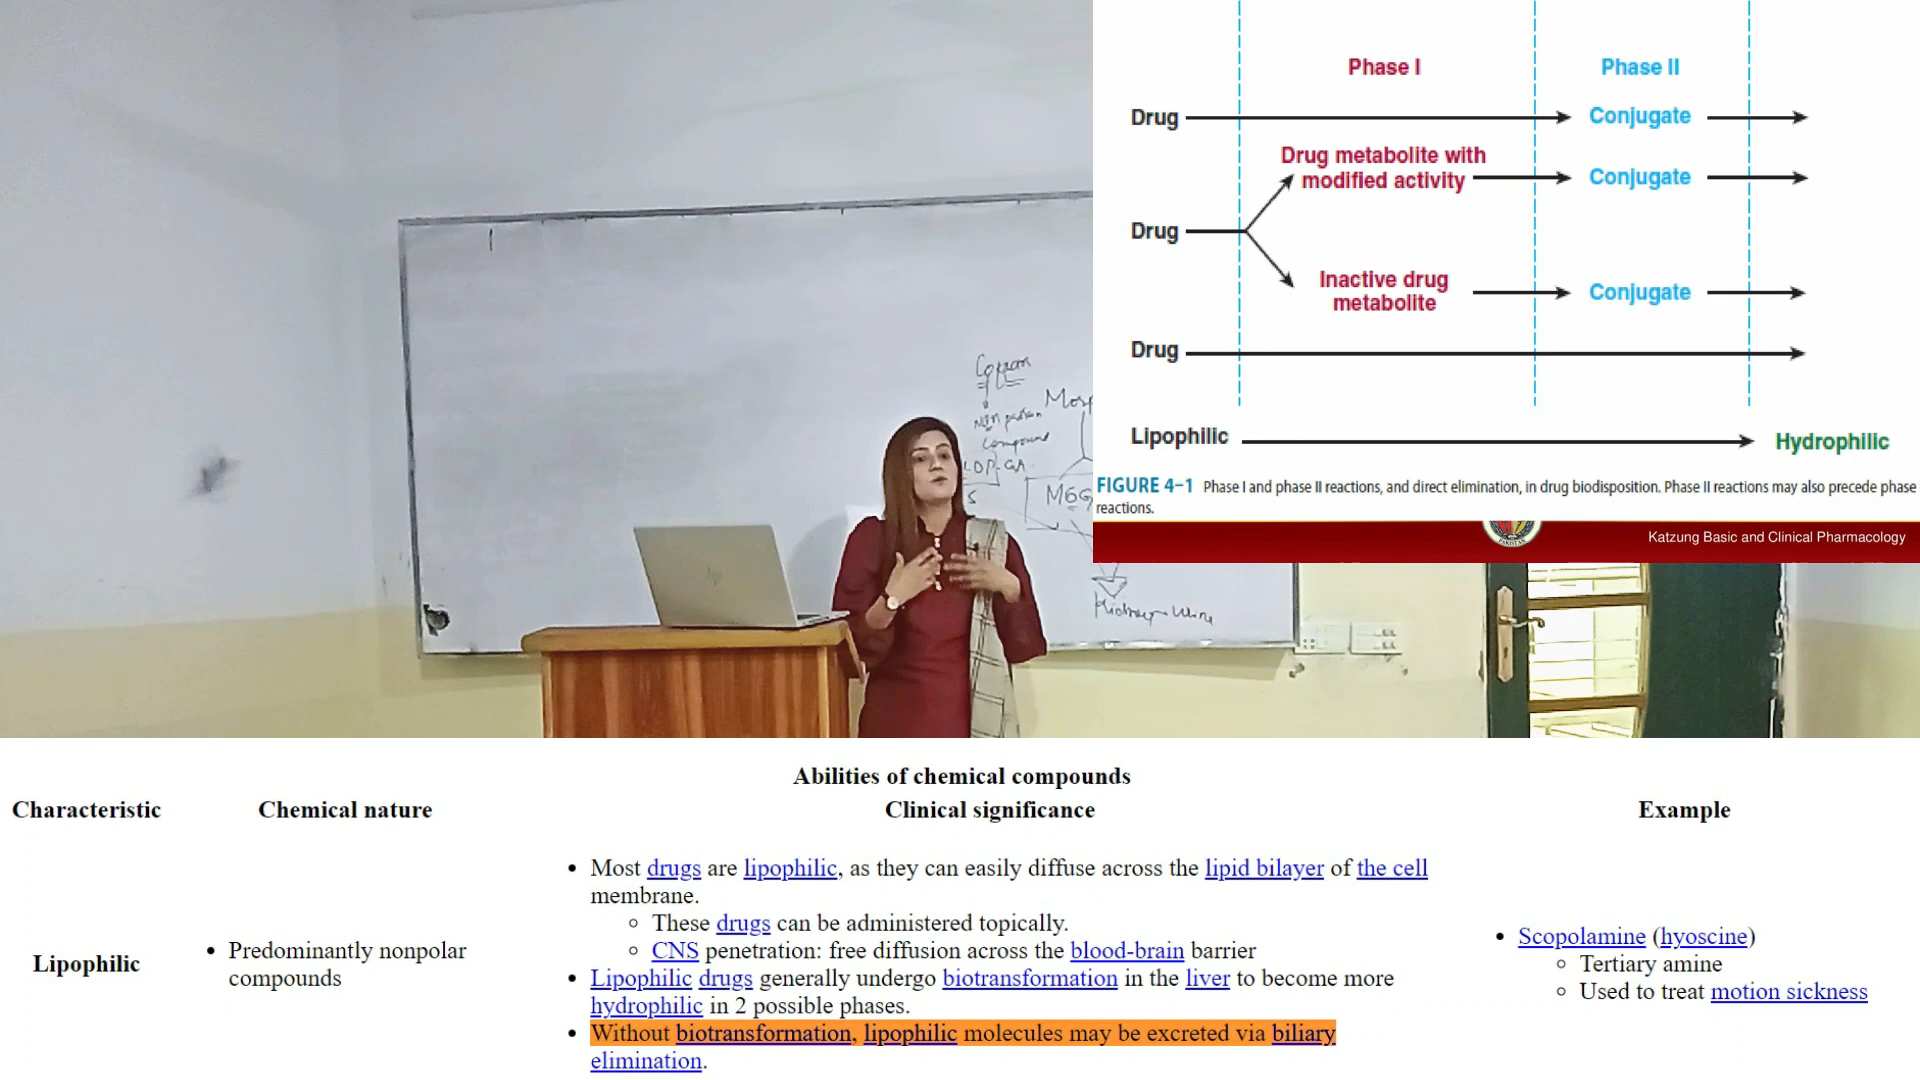 Phase I
Phase II
Drug
Conjugate
Drug metabolite with
modified activity
Conjugate
Drug
Inactive drug
metabolite
Conjugate
Drug
Lipophilic
Hydrophilic
FIGURE 4–1 Phase I and phase II reactions, and direct elimination, in drug biodisposition. Phase II reactions may also precede phase
reactions.
PAKISTAN
Katzung Basic and Clinical Pharmacology
M6G
hp
Abilities of chemical compounds
Characteristic
Chemical nature
Clinical significance
Example
Lipophilic
• Predominantly nonpolar
compounds
• Most drugs are lipophilic, as they can easily diffuse across the lipid bilayer of the cell
membrane.
◦ These drugs can be administered topically.
◦ CNS penetration: free diffusion across the blood-brain barrier
• Lipophilic drugs generally undergo biotransformation in the liver to become more
hydrophilic in 2 possible phases.
• Without biotransformation, lipophilic molecules may be excreted via biliary
elimination.
• Scopolamine (hyoscine)
◦ Tertiary amine
◦ Used to treat motion sickness